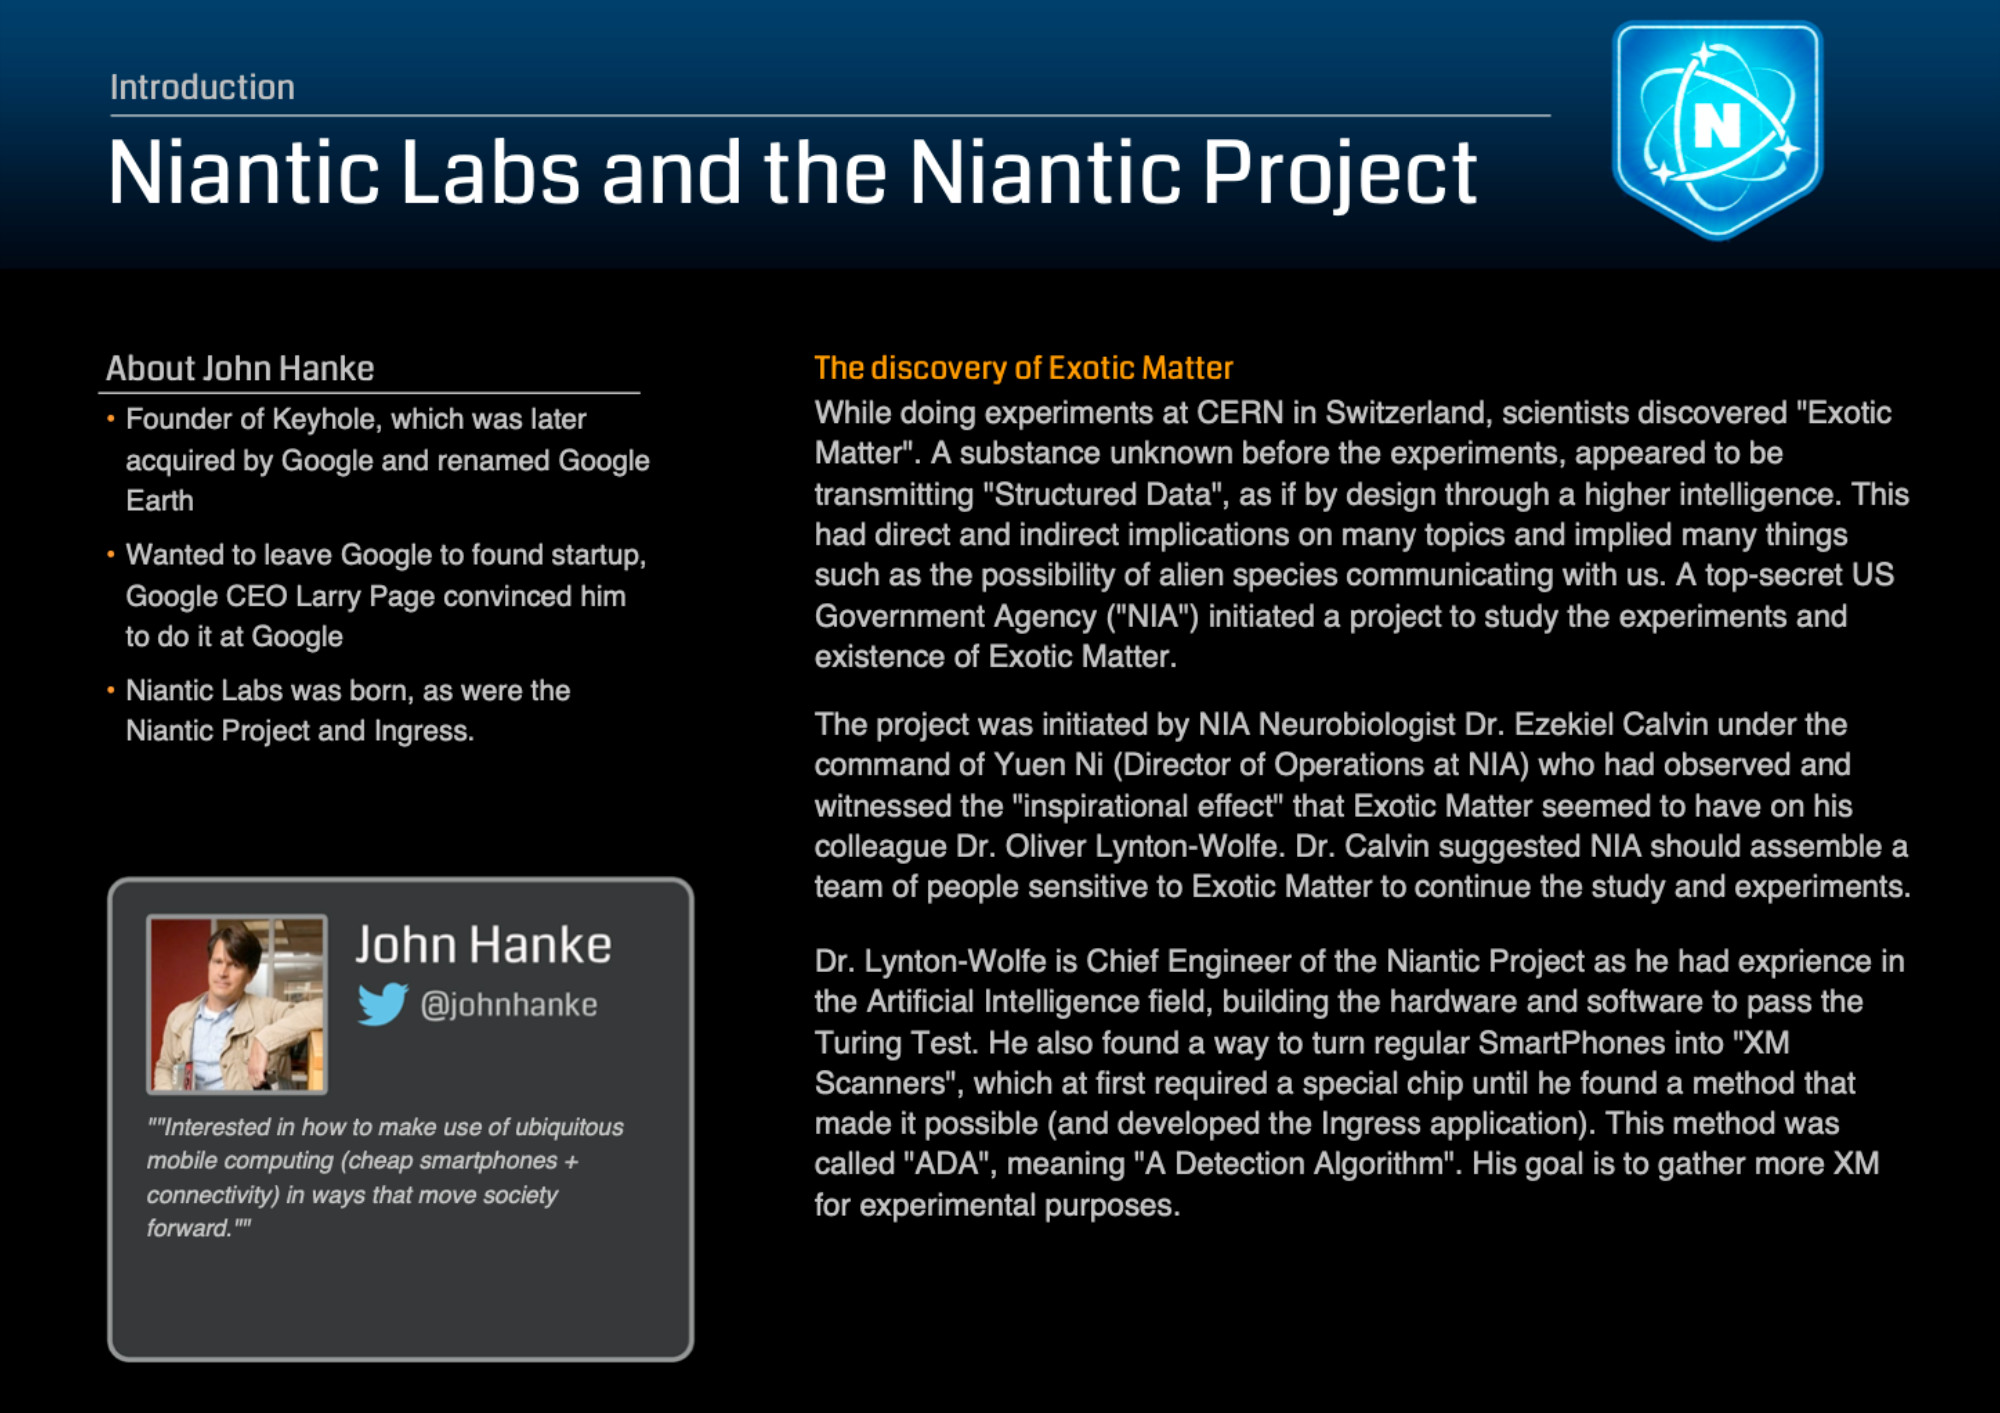 Introduction
Niantic Labs and the Niantic Project
N
About John Hanke
• Founder of Keyhole, which was later
acquired by Google and renamed Google
Earth
• Wanted to leave Google to found startup,
Google CEO Larry Page convinced him
to do it at Google
• Niantic Labs was born, as were the
Niantic Project and Ingress.
John Hanke
@johnhanke
""Interested in how to make use of ubiquitous
mobile computing (cheap smartphones +
connectivity) in ways that move society
forward.""
The discovery of Exotic Matter
While doing experiments at CERN in Switzerland, scientists discovered "Exotic
Matter". A substance unknown before the experiments, appeared to be
transmitting "Structured Data", as if by design through a higher intelligence. This
had direct and indirect implications on many topics and implied many things
such as the possibility of alien species communicating with us. A top-secret US
Government Agency ("NIA") initiated a project to study the experiments and
existence of Exotic Matter.
The project was initiated by NIA Neurobiologist Dr. Ezekiel Calvin under the
command of Yuen Ni (Director of Operations at NIA) who had observed and
witnessed the "inspirational effect" that Exotic Matter seemed to have on his
colleague Dr. Oliver Lynton-Wolfe. Dr. Calvin suggested NIA should assemble a
team of people sensitive to Exotic Matter to continue the study and experiments.
Dr. Lynton-Wolfe is Chief Engineer of the Niantic Project as he had exprience in
the Artificial Intelligence field, building the hardware and software to pass the
Turing Test. He also found a way to turn regular SmartPhones into "XM
Scanners", which at first required a special chip until he found a method that
made it possible (and developed the Ingress application). This method was
called "ADA", meaning "A Detection Algorithm". His goal is to gather more XM
for experimental purposes.